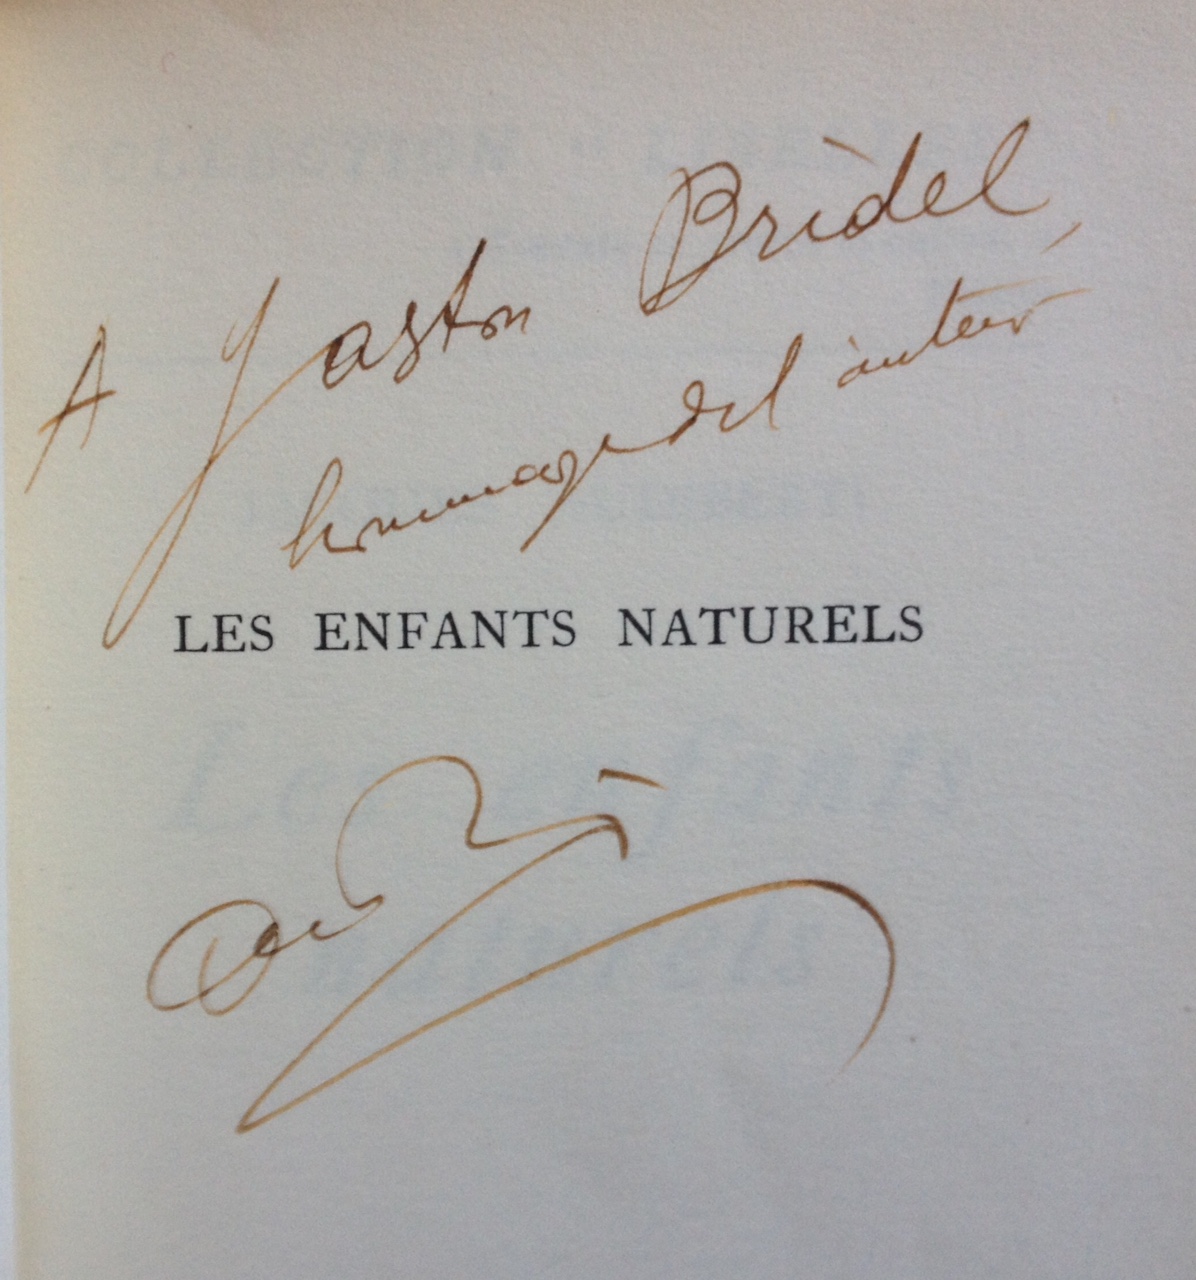 A Gaston Bridel,
hommage de l'auteur
LES ENFANTS NATURELS